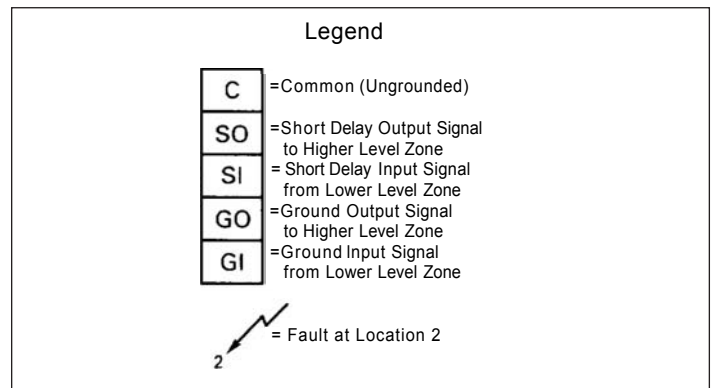 Legend
C =Common (Ungrounded)
SO =Short Delay Output Signal
to Higher Level Zone
SI = Short Delay Input Signal
from Lower Level Zone
GO =Ground Output Signal
to Higher Level Zone
GI =Ground Input Signal
from Lower Level Zone
2 = Fault at Location 2